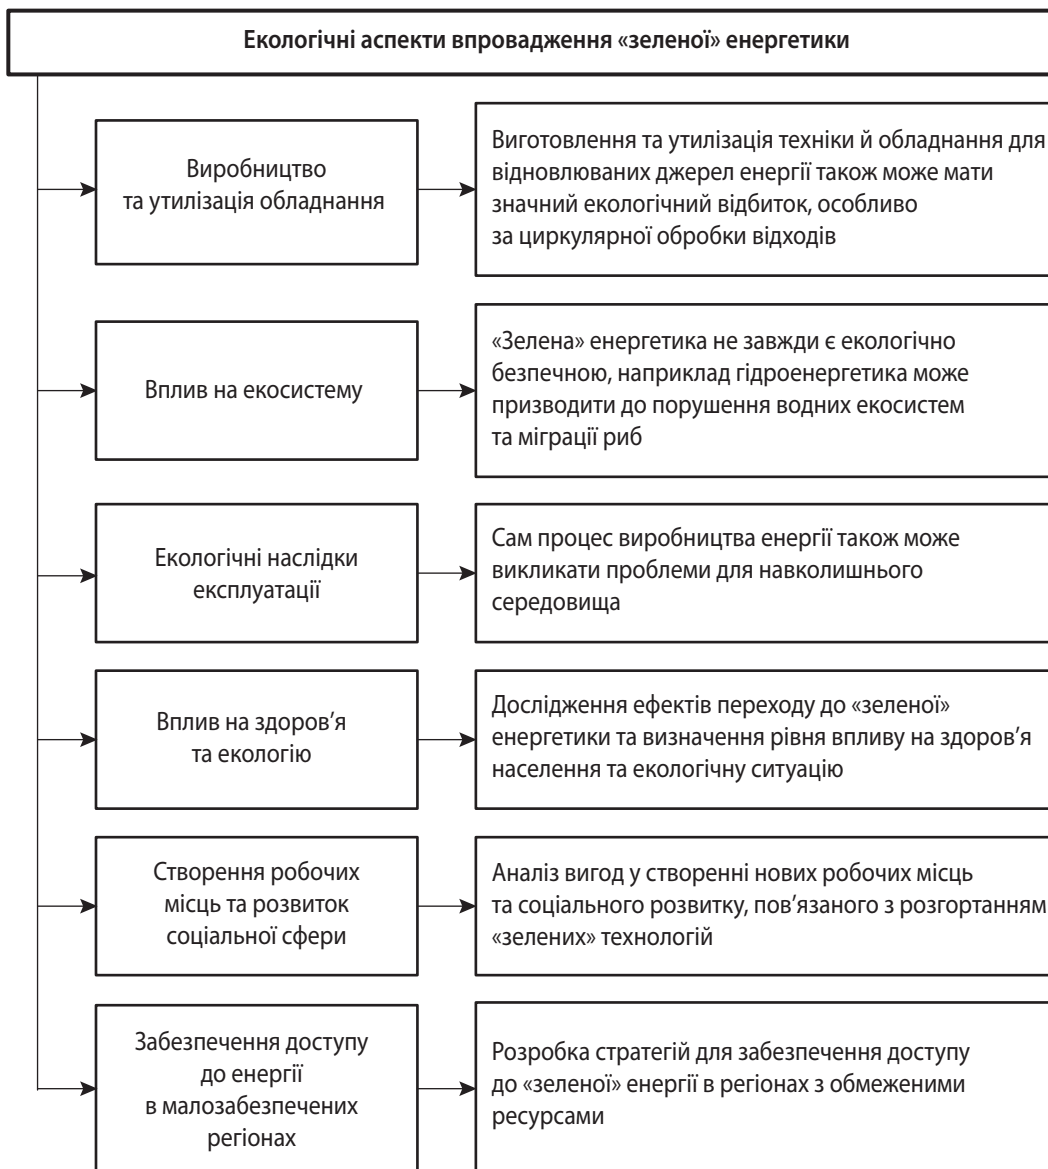 Екологічні аспекти впровадження «зеленої» енергетики
Виробництво
та утилізація обладнання
Виготовлення та утилізація техніки й обладнання для
відновлюваних джерел енергії також може мати
значний екологічний відбиток, особливо
за циркулярної обробки відходів
Вплив на екосистему
«Зелена» енергетика не завжди є екологічно
безпечною, наприклад гідроенергетика може
призводити до порушення водних екосистем
та міграції риб
Екологічні наслідки
експлуатації
Сам процес виробництва енергії також може
викликати проблеми для навколишнього
середовища
Вплив на здоров’я
та екологію
Дослідження ефектів переходу до «зеленої»
енергетики та визначення рівня впливу на здоров’я
населення та екологічну ситуацію
Створення робочих
місць та розвиток
соціальної сфери
Аналіз вигод у створенні нових робочих місць
та соціального розвитку, пов’язаного з розгортанням
«зелених» технологій
Забезпечення доступу
до енергії
в малозабезпечених
регіонах
Розробка стратегій для забезпечення доступу
до «зеленої» енергії в регіонах з обмеженими
ресурсами